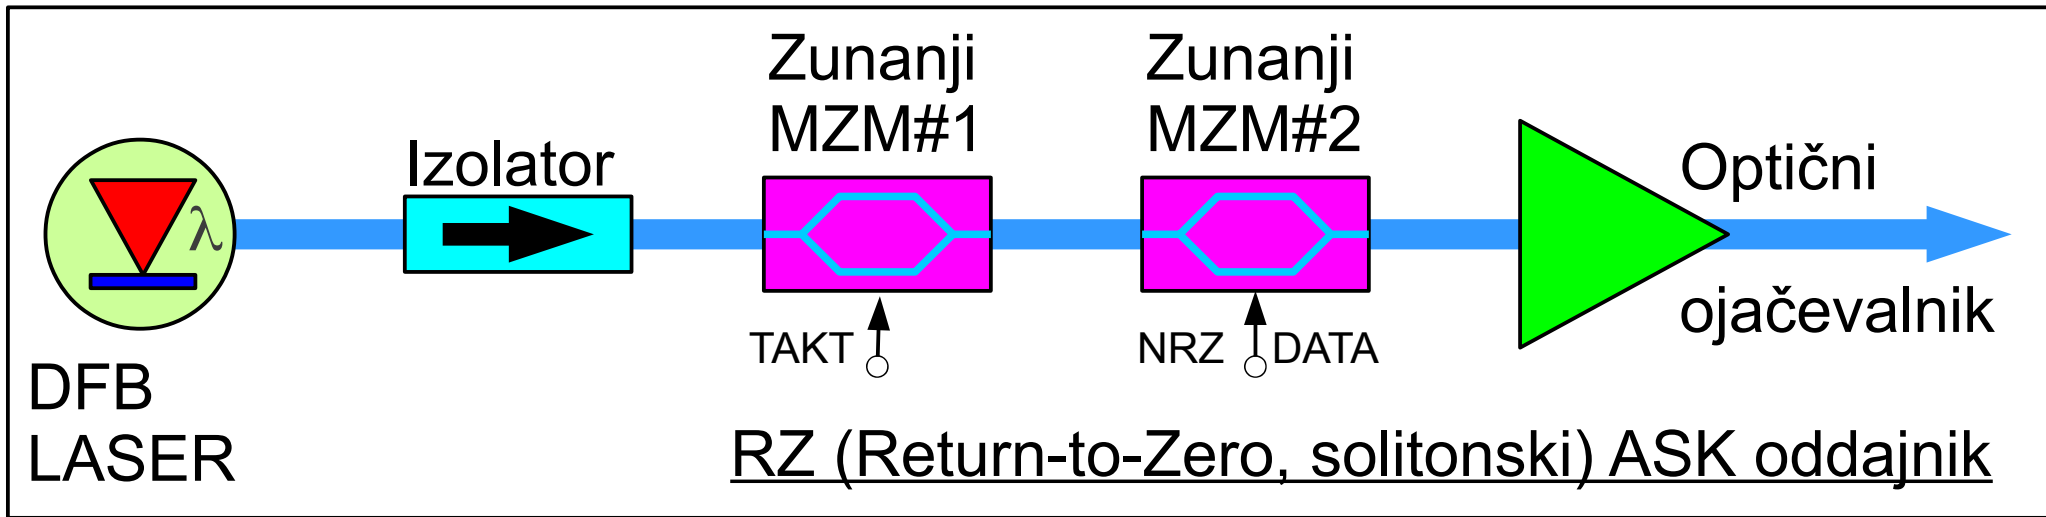 Zunanji
MZM#1
Zunanji
MZM#2
Izolator
λ
Optični
ojačevalnik
TAKT
NRZ DATA
DFB
LASER
RZ (Return-to-Zero, solitonski) ASK oddajnik